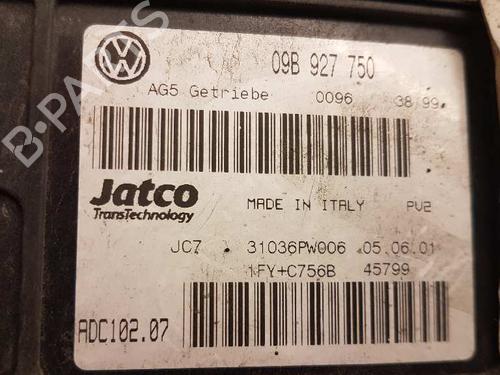 09B 927 750
AG5 Getriebe 0096 38 99
Jatco
TransTechnology
MADE IN ITALY PV2
JC7 31036PW006 05.06.01
1FY+C756B 45799
ADC102.07
B-PARTS